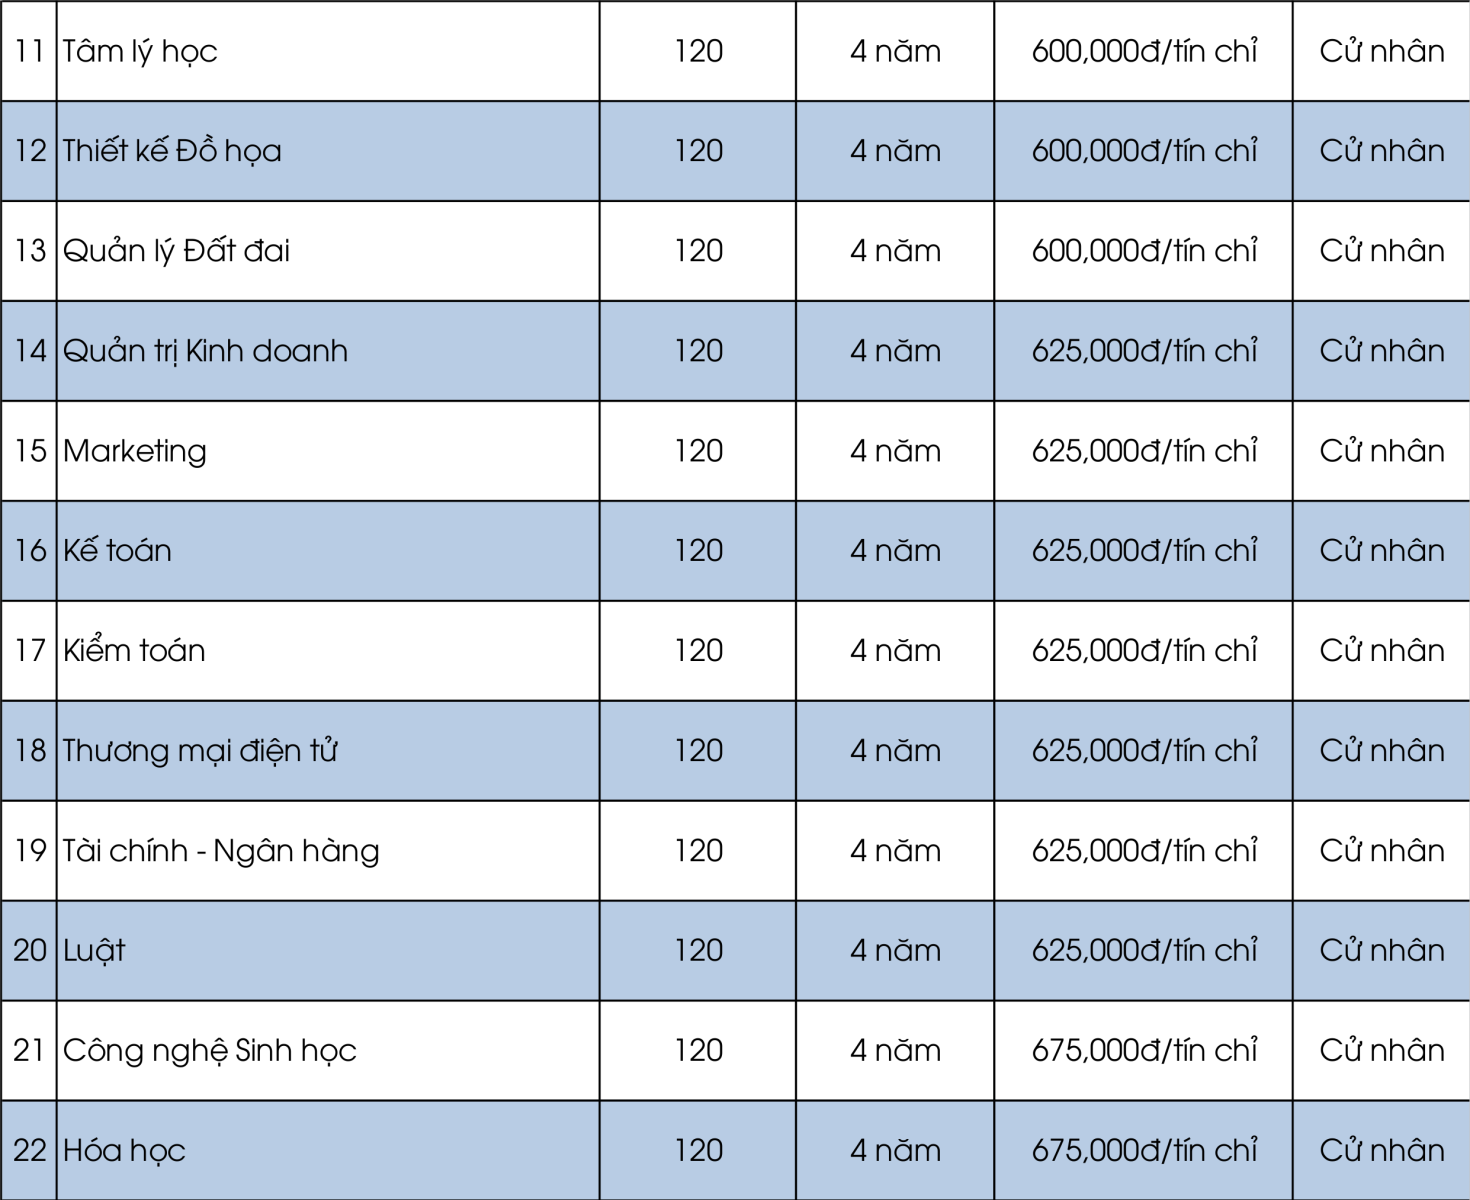 11 Tâm lý học 120 4 năm 600,000đ/tín chỉ Cử nhân
12 Thiết kế Đồ họa 120 4 năm 600,000đ/tín chỉ Cử nhân
13 Quản lý Đất đai 120 4 năm 600,000đ/tín chỉ Cử nhân
14 Quản trị Kinh doanh 120 4 năm 625,000đ/tín chỉ Cử nhân
15 Marketing 120 4 năm 625,000đ/tín chỉ Cử nhân
16 Kế toán 120 4 năm 625,000đ/tín chỉ Cử nhân
17 Kiểm toán 120 4 năm 625,000đ/tín chỉ Cử nhân
18 Thương mại điện tử 120 4 năm 625,000đ/tín chỉ Cử nhân
19 Tài chính - Ngân hàng 120 4 năm 625,000đ/tín chỉ Cử nhân
20 Luật 120 4 năm 625,000đ/tín chỉ Cử nhân
21 Công nghệ Sinh học 120 4 năm 675,000đ/tín chỉ Cử nhân
22 Hóa học 120 4 năm 675,000đ/tín chỉ Cử nhân